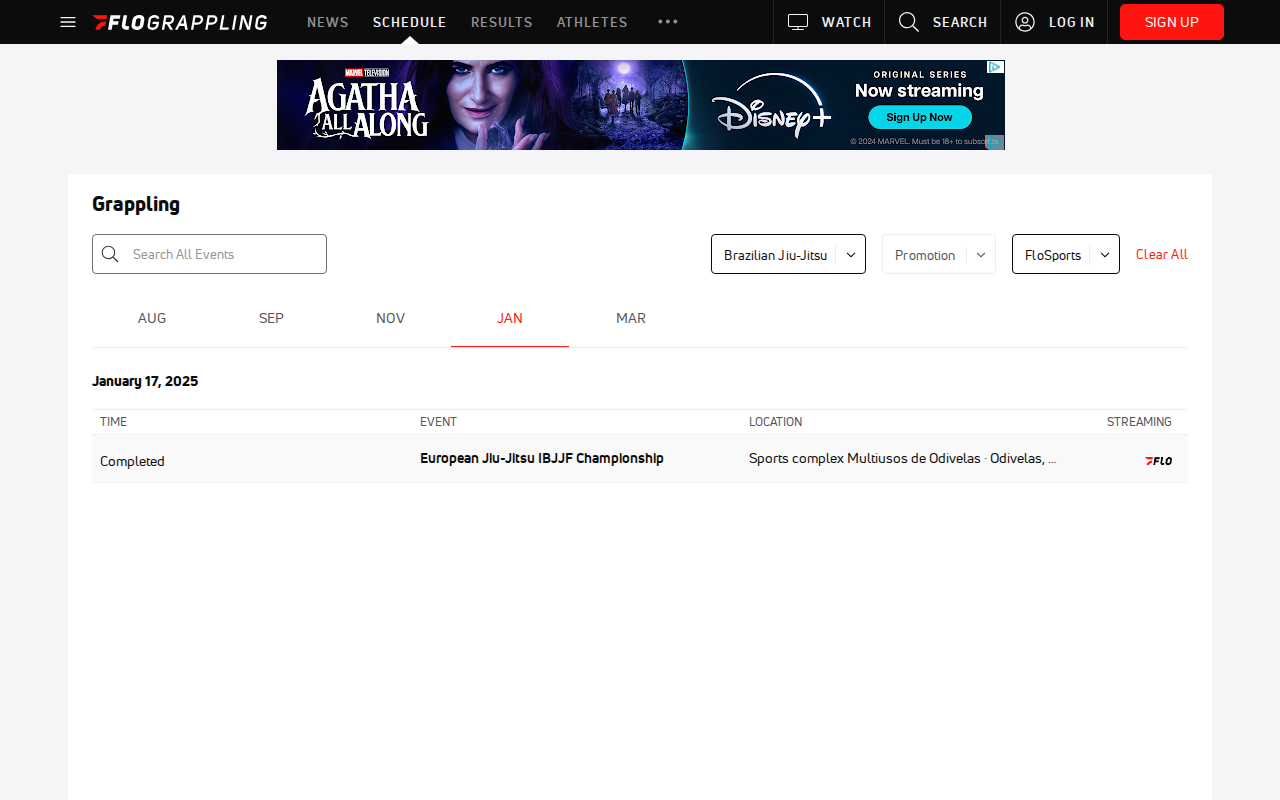 FLOGRAPPLING
NEWS
SCHEDULE
RESULTS
ATHLETES
WATCH
SEARCH
LOG IN
SIGN UP
MARVEL TELEVISION
AGATHA
ALL ALONG
Disney+
ORIGINAL SERIES
Now streaming
Sign Up Now
© 2024 MARVEL. Must be 18+ to subscribe
Grappling
Search All Events
Brazilian Jiu-Jitsu
Promotion
FloSports
Clear All
AUG
SEP
NOV
JAN
MAR
January 17, 2025
TIME
EVENT
LOCATION
STREAMING
Completed
European Jiu-Jitsu IBJJF Championship
Sports complex Multiusos de Odivelas · Odivelas, ...
FLO